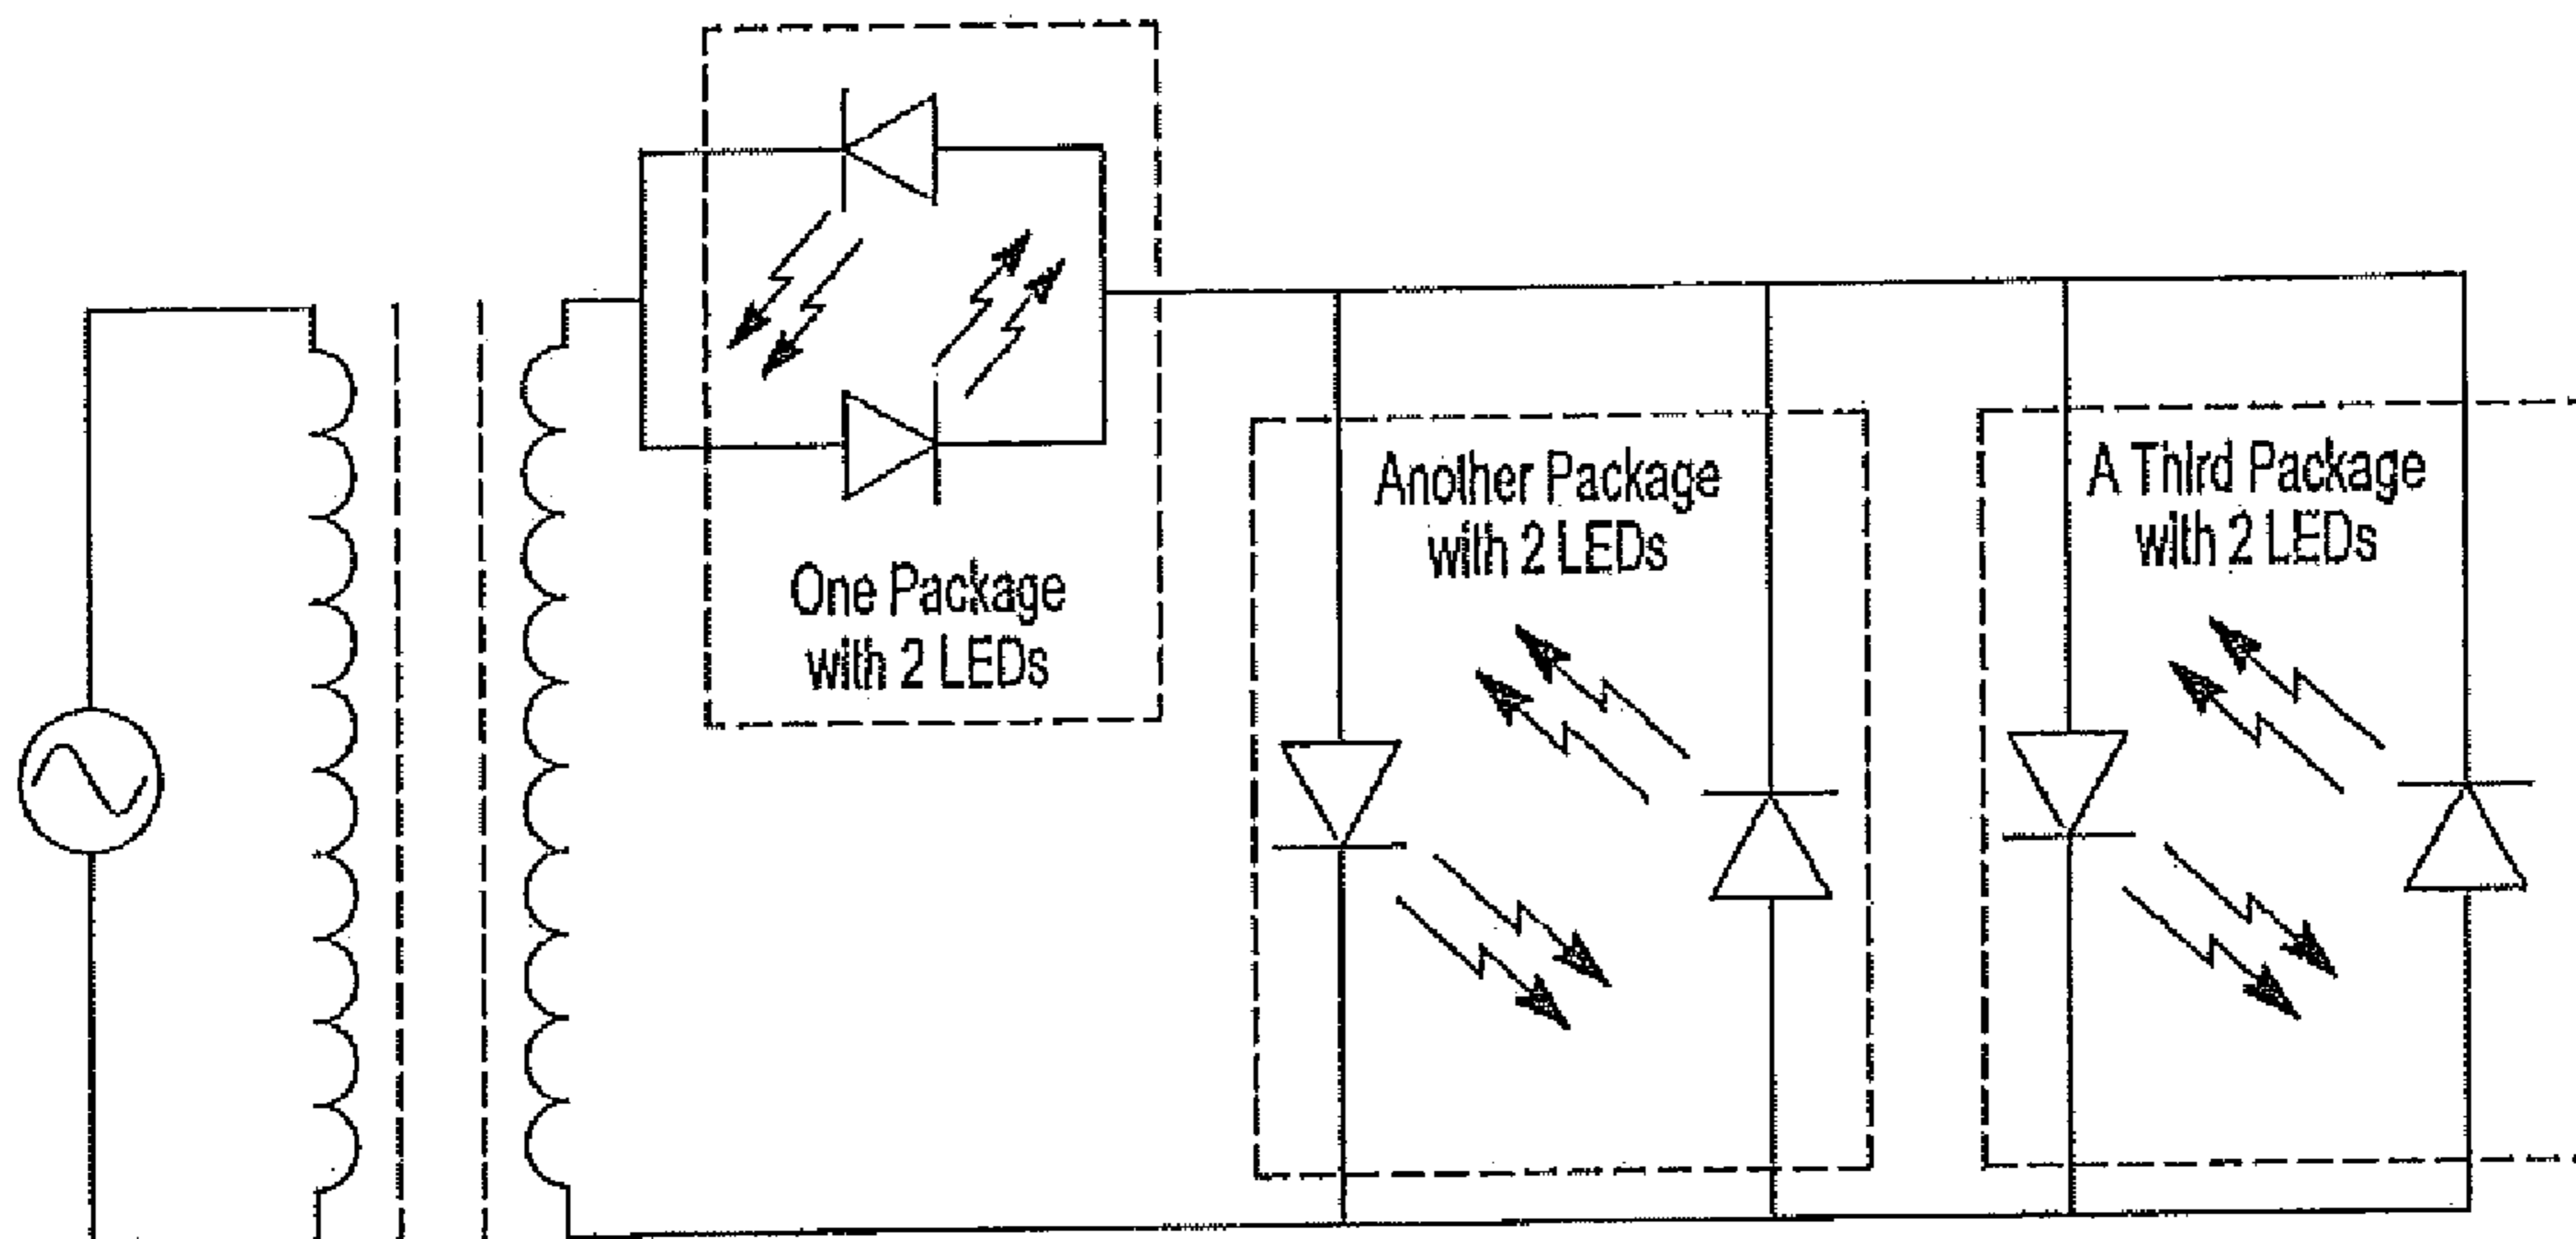 One Package
with 2 LEDs
Another Package
with 2 LEDs
A Third Package
with 2 LEDs